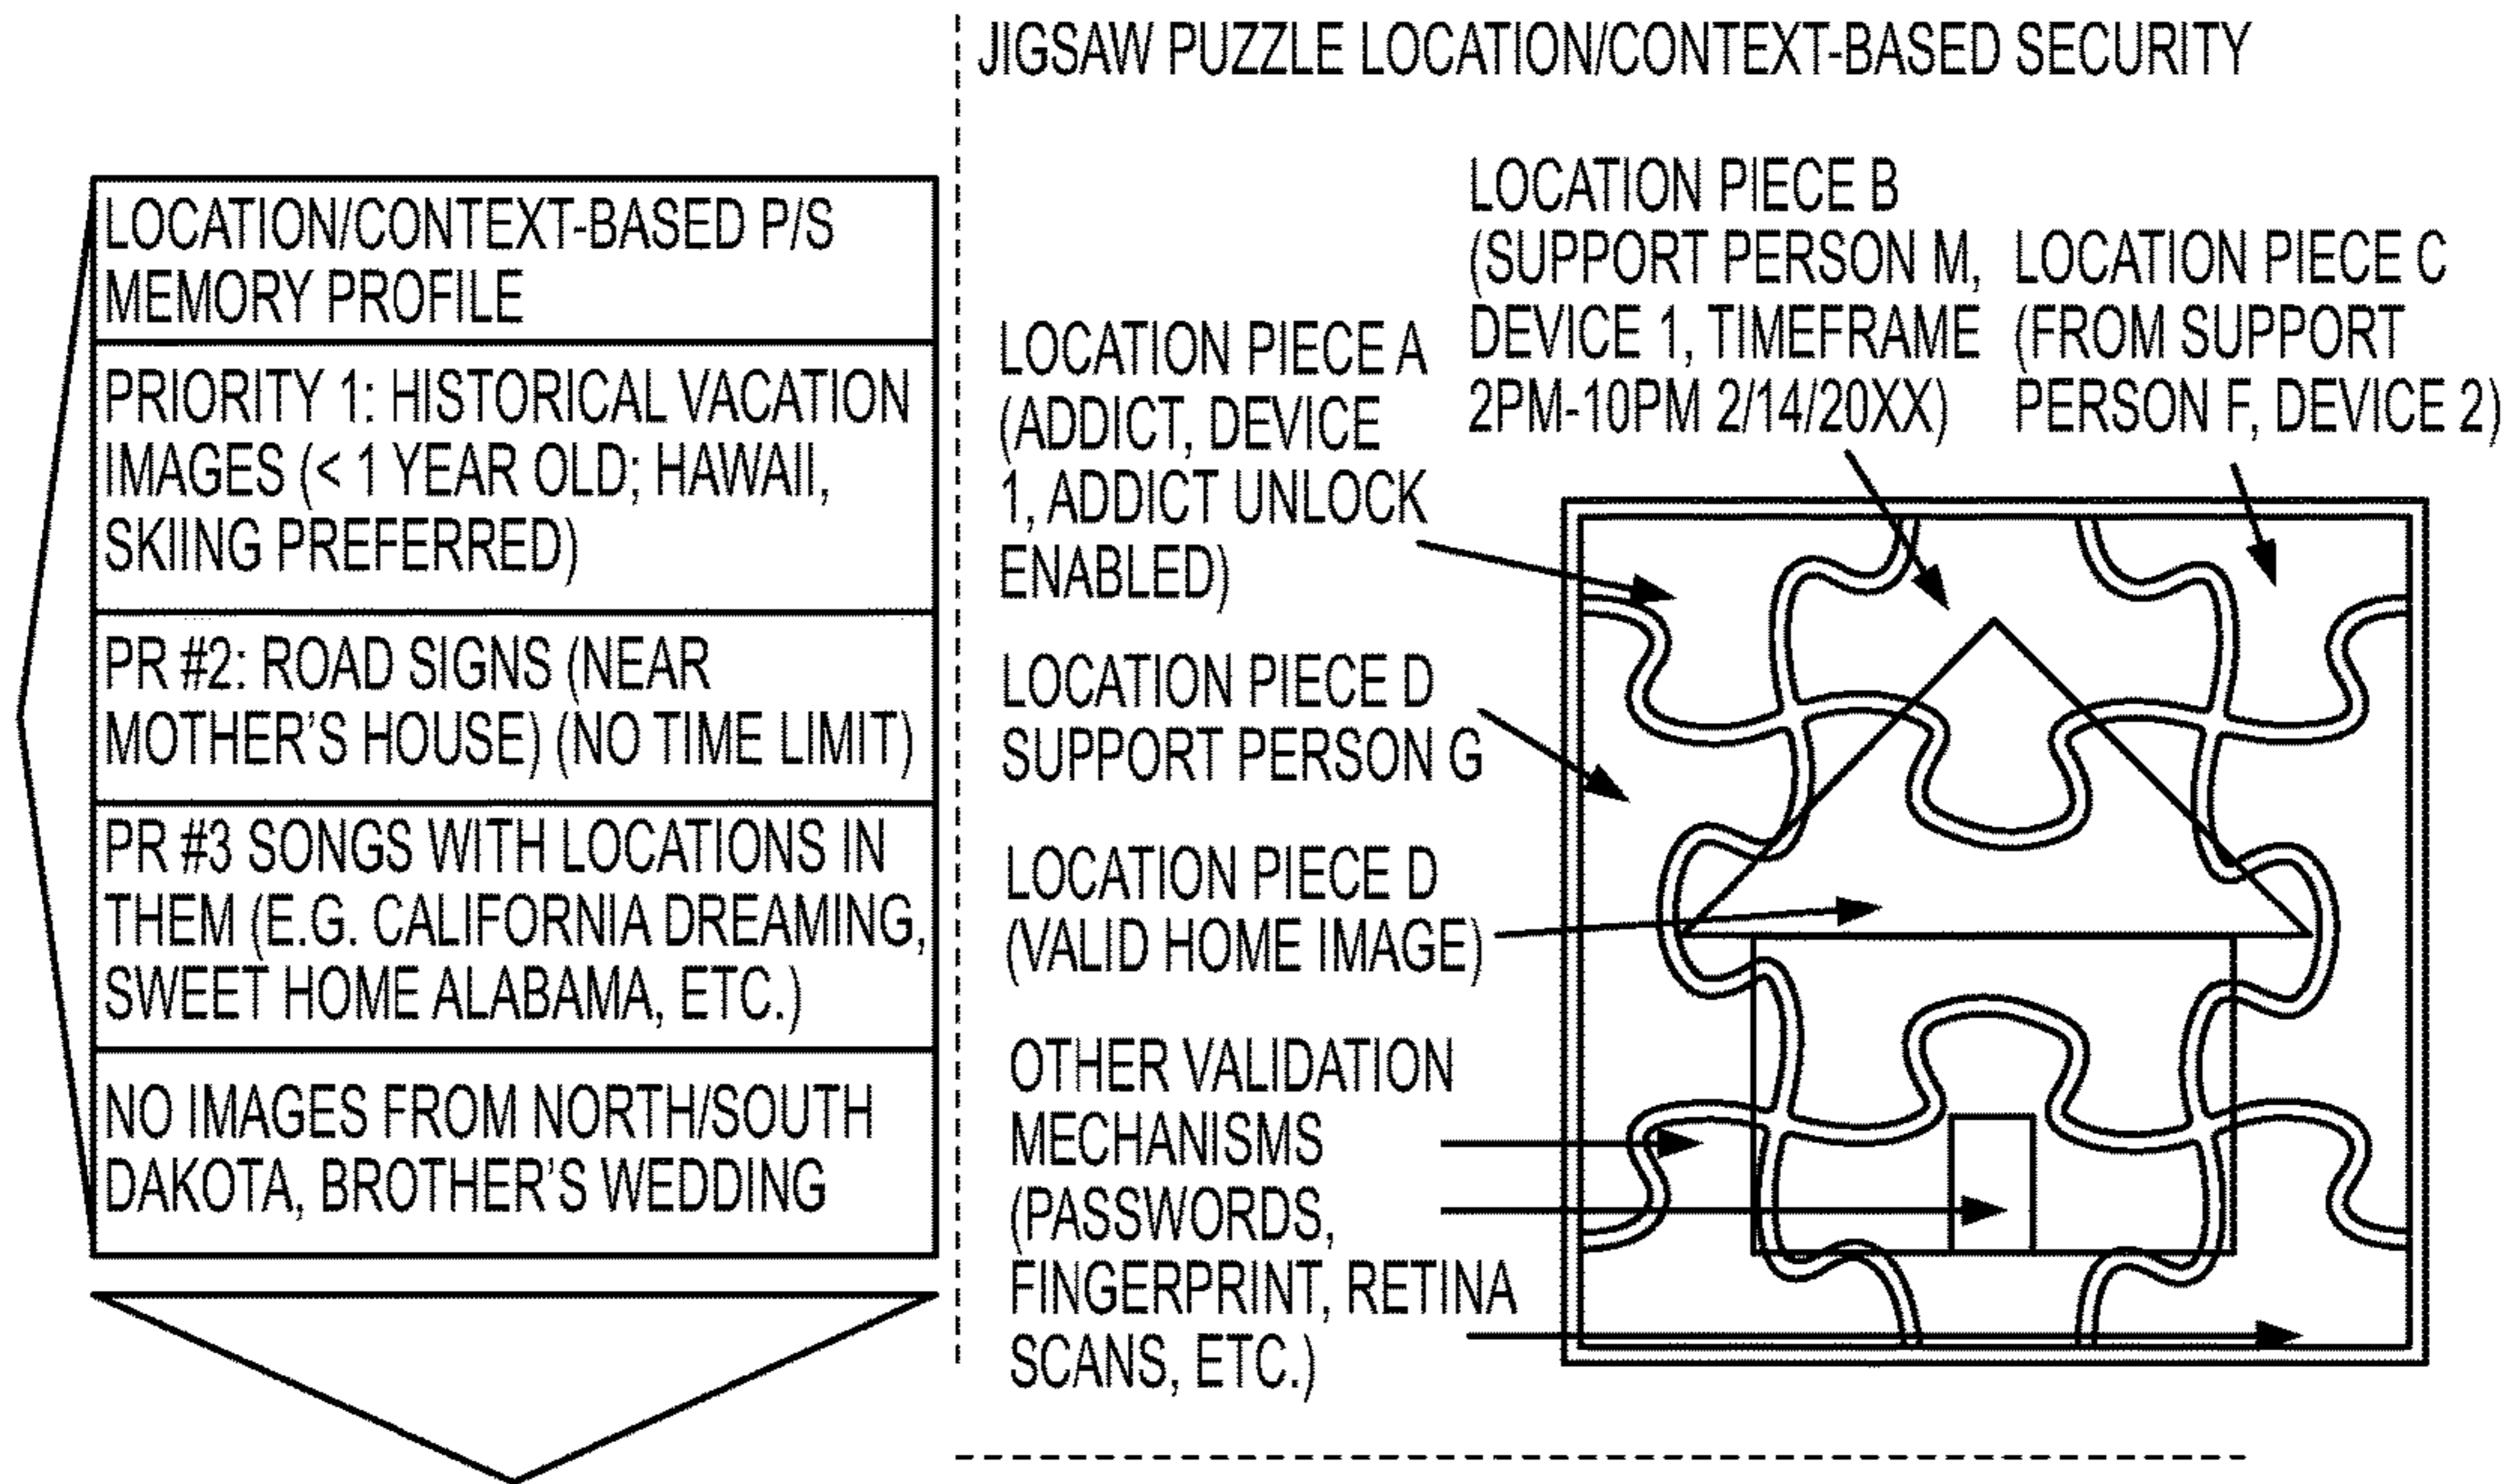 JIGSAW PUZZLE LOCATION/CONTEXT-BASED SECURITY
LOCATION/CONTEXT-BASED P/S
MEMORY PROFILE
PRIORITY 1: HISTORICAL VACATION
IMAGES (< 1 YEAR OLD; HAWAII,
SKIING PREFERRED)
PR #2: ROAD SIGNS (NEAR
MOTHER'S HOUSE) (NO TIME LIMIT)
PR #3 SONGS WITH LOCATIONS IN
THEM (E.G. CALIFORNIA DREAMING,
SWEET HOME ALABAMA, ETC.)
NO IMAGES FROM NORTH/SOUTH
DAKOTA, BROTHER'S WEDDING
LOCATION PIECE A
(ADDICT, DEVICE
1, ADDICT UNLOCK
ENABLED)
LOCATION PIECE B
(SUPPORT PERSON M,
DEVICE 1, TIMEFRAME
2PM-10PM 2/14/20XX)
LOCATION PIECE C
(FROM SUPPORT
PERSON F, DEVICE 2)
LOCATION PIECE D
SUPPORT PERSON G
LOCATION PIECE D
(VALID HOME IMAGE)
OTHER VALIDATION
MECHANISMS
(PASSWORDS,
FINGERPRINT, RETINA
SCANS, ETC.)